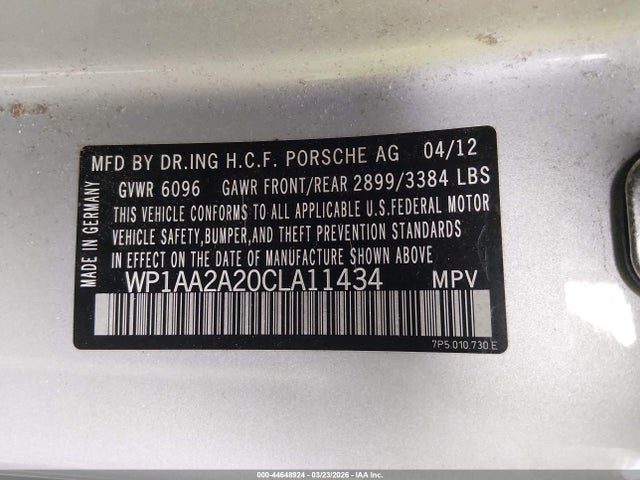 MFD BY DR.ING H.C.F. PORSCHE AG 04/12
GVWR 6096 GAWR FRONT/REAR 2899/3384 LBS
THIS VEHICLE CONFORMS TO ALL APPLICABLE U.S.FEDERAL MOTOR
VEHICLE SAFETY,BUMPER,AND THEFT PREVENTION STANDARDS
IN EFFECT ON THE DATE OF MANUFACTURE SHOWN ABOVE
WP1AA2A20CLA11434 MPV
7P5.010.730.E
MADE IN GERMANY
000-44648924 | 03/23/2026 | IAA Inc.